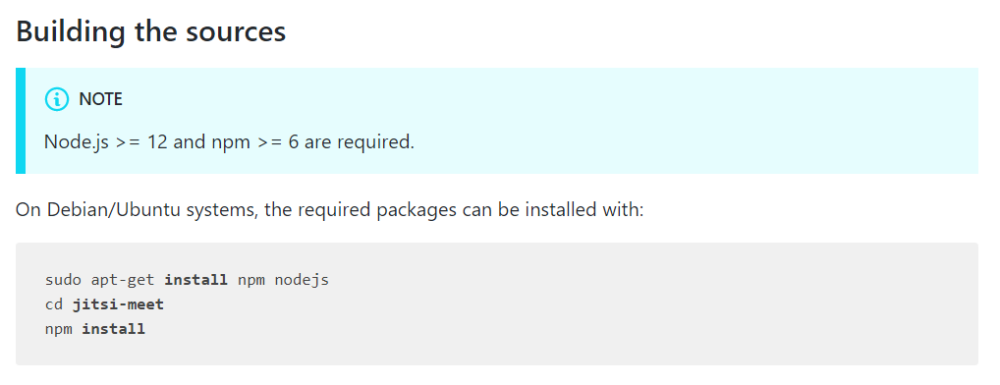 Building the sources
NOTE
Node.js >= 12 and npm >= 6 are required.
On Debian/Ubuntu systems, the required packages can be installed with:
sudo apt-get install npm nodejs
cd jitsi-meet
npm install